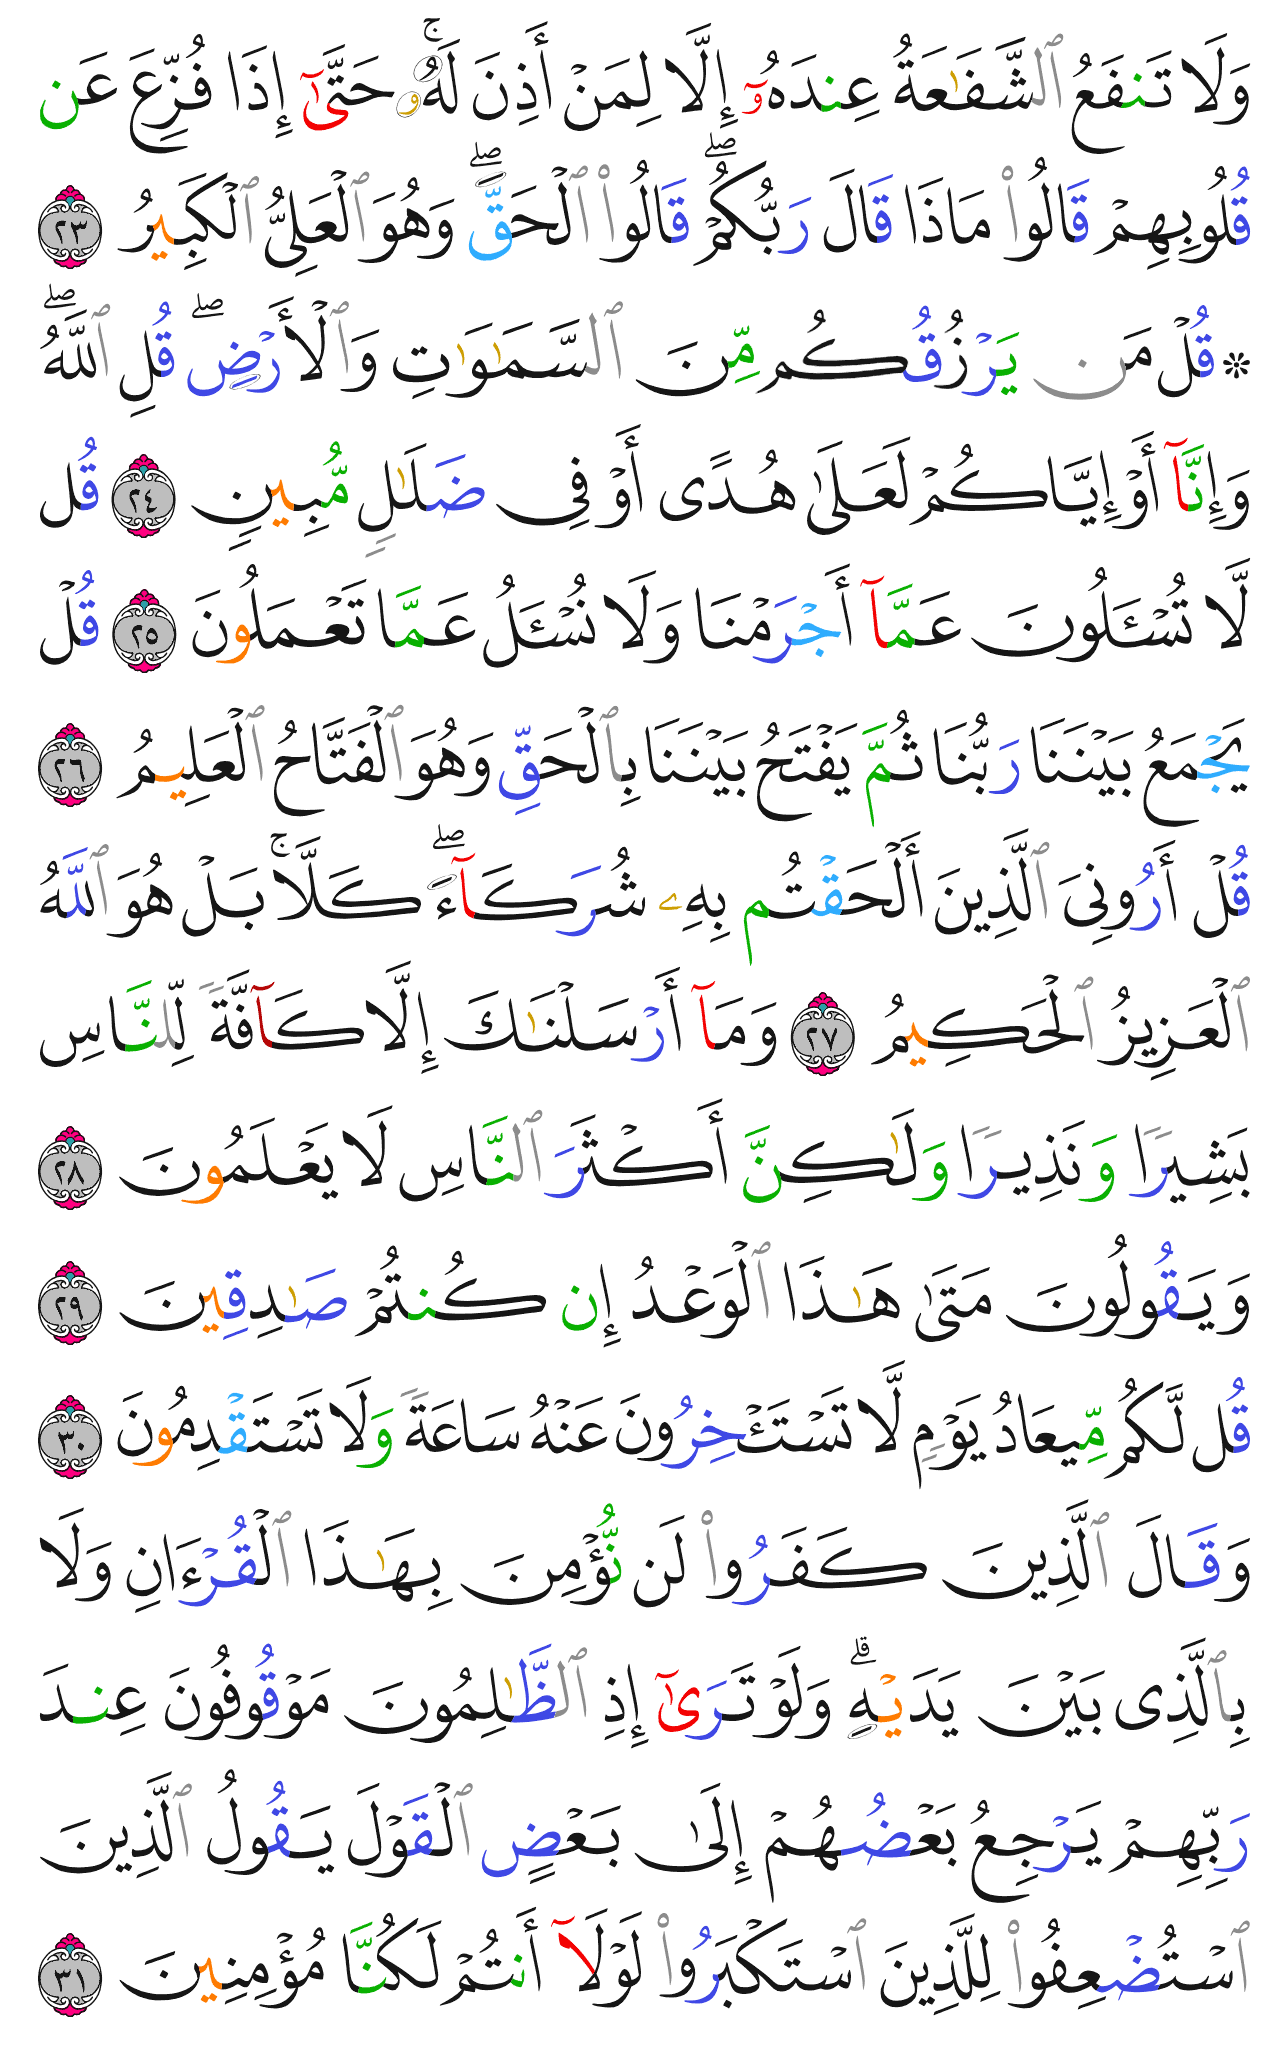 وَلَا تَنفَعُ ٱلشَّفَـٰعَةُ عِندَهُۥٓ إِلَّا لِمَنْ أَذِنَ لَهُۥ ۚ حَتَّىٰٓ إِذَا فُزِّعَ عَن
قُلُوبِهِمْ قَالُوا۟ مَاذَا قَالَ رَبُّكُمْ ۖ قَالُوا۟ ٱلْحَقَّ ۖ وَهُوَ ٱلْعَلِىُّ ٱلْكَبِيرُ ٢٣
۞ قُلْ مَن يَرْزُقُكُم مِّنَ ٱلسَّمَـٰوَٰتِ وَٱلْأَرْضِ ۖ قُلِ ٱللَّهُ ۖ
وَإِنَّآ أَوْ إِيَّاكُمْ لَعَلَىٰ هُدًى أَوْ فِى ضَلَـٰلٍ مُّبِينٍ ٢٤ قُل
لَّا تُسْـَٔلُونَ عَمَّآ أَجْرَمْنَا وَلَا نُسْـَٔلُ عَمَّا تَعْمَلُونَ ٢٥ قُلْ
يَجْمَعُ بَيْنَنَا رَبُّنَا ثُمَّ يَفْتَحُ بَيْنَنَا بِٱلْحَقِّ وَهُوَ ٱلْفَتَّاحُ ٱلْعَلِيمُ ٢٦
قُلْ أَرُونِىَ ٱلَّذِينَ أَلْحَقْتُم بِهِۦ شُرَكَآءَ ۖ كَلَّا ۚ بَلْ هُوَ ٱللَّهُ
ٱلْعَزِيزُ ٱلْحَكِيمُ ٢٧ وَمَآ أَرْسَلْنَـٰكَ إِلَّا كَآفَّةً لِّلنَّاسِ
بَشِيرًا وَنَذِيرًا وَلَـٰكِنَّ أَكْثَرَ ٱلنَّاسِ لَا يَعْلَمُونَ ٢٨
وَيَقُولُونَ مَتَىٰ هَـٰذَا ٱلْوَعْدُ إِن كُنتُمْ صَـٰدِقِينَ ٢٩
قُل لَّكُم مِّيعَادُ يَوْمٍ لَّا تَسْتَـْٔخِرُونَ عَنْهُ سَاعَةً وَلَا تَسْتَقْدِمُونَ ٣٠
وَقَالَ ٱلَّذِينَ كَفَرُوا۟ لَن نُّؤْمِنَ بِهَـٰذَا ٱلْقُرْءَانِ وَلَا
بِٱلَّذِى بَيْنَ يَدَيْهِ ۗ وَلَوْ تَرَىٰٓ إِذِ ٱلظَّـٰلِمُونَ مَوْقُوفُونَ عِندَ
رَبِّهِمْ يَرْجِعُ بَعْضُهُمْ إِلَىٰ بَعْضٍ ٱلْقَوْلَ يَقُولُ ٱلَّذِينَ
ٱسْتُضْعِفُوا۟ لِلَّذِينَ ٱسْتَكْبَرُوا۟ لَوْلَآ أَنتُمْ لَكُنَّا مُؤْمِنِينَ ٣١